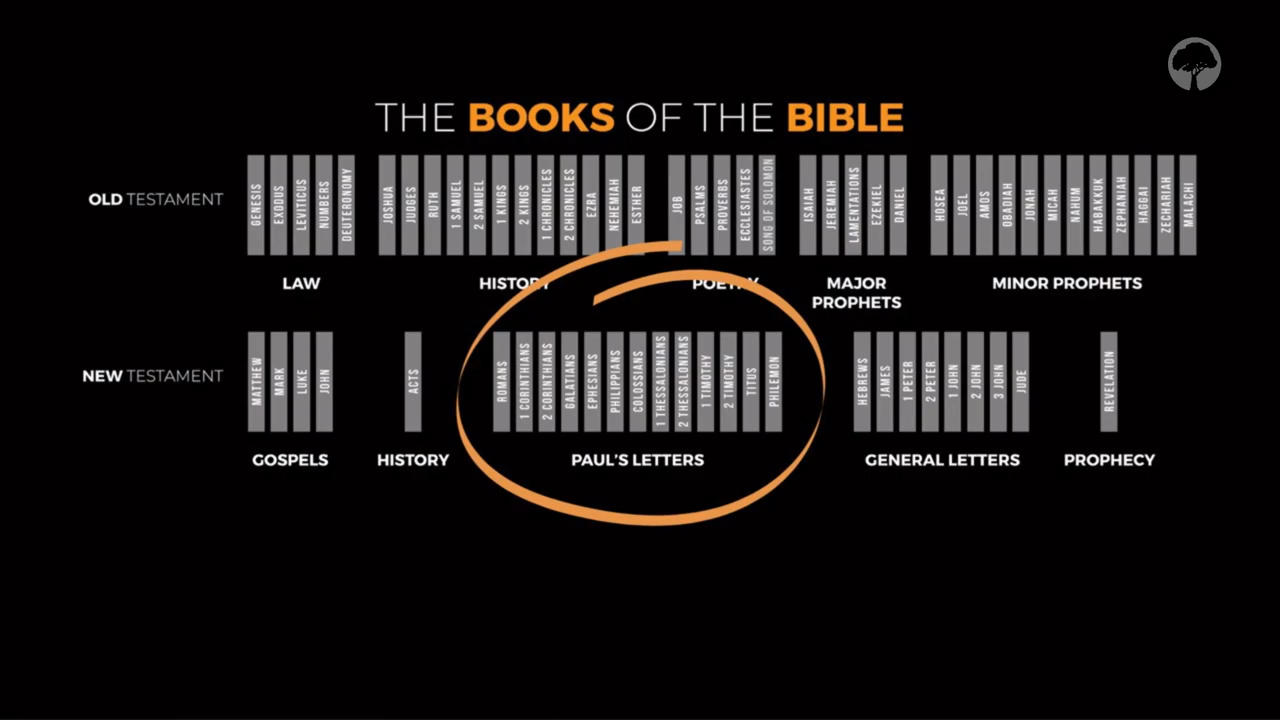 THE BOOKS OF THE BIBLE
OLD TESTAMENT
GENESIS
EXODUS
LEVITICUS
NUMBERS
DEUTERONOMY
LAW
JOSHUA
JUDGES
RUTH
1 SAMUEL
2 SAMUEL
1 KINGS
2 KINGS
1 CHRONICLES
2 CHRONICLES
EZRA
NEHEMIAH
ESTHER
HISTORY
JOB
PSALMS
PROVERBS
ECCLESIASTES
SONG OF SOLOMON
POETRY
ISAIAH
JEREMIAH
LAMENTATIONS
EZEKIEL
DANIEL
MAJOR
PROPHETS
HOSEA
JOEL
AMOS
OBADIAH
JONAH
MICAH
NAHUM
HABAKKUK
ZEPHANIAH
HAGGAI
ZECHARIAH
MALACHI
MINOR PROPHETS
NEW TESTAMENT
MATTHEW
MARK
LUKE
JOHN
GOSPELS
ACTS
HISTORY
ROMANS
1 CORINTHIANS
2 CORINTHIANS
GALATIANS
EPHESIANS
PHILIPPIANS
COLOSSIANS
1 THESSALONIANS
2 THESSALONIANS
1 TIMOTHY
2 TIMOTHY
TITUS
PHILEMON
PAUL'S LETTERS
HEBREWS
JAMES
1 PETER
2 PETER
1 JOHN
2 JOHN
3 JOHN
JUDE
GENERAL LETTERS
REVELATION
PROPHECY